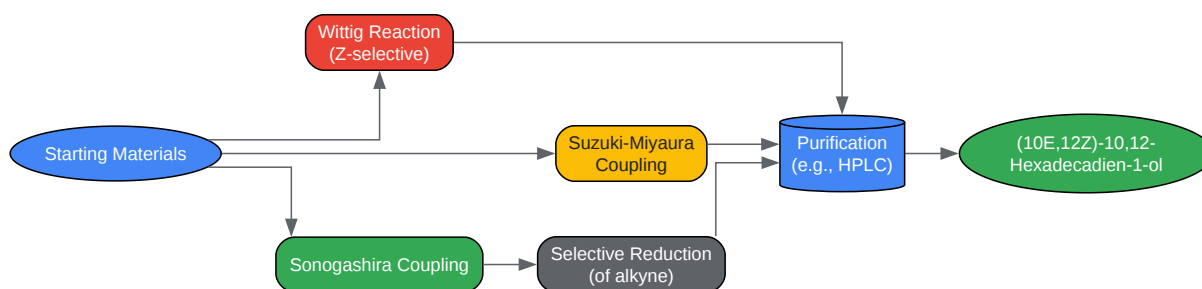 Wittig Reaction
(Z-selective)
Starting Materials
Suzuki-Miyaura
Coupling
Purification
(e.g., HPLC)
(10E,12Z)-10,12-
Hexadecadien-1-ol
Sonogashira Coupling
Selective Reduction
(of alkyne)